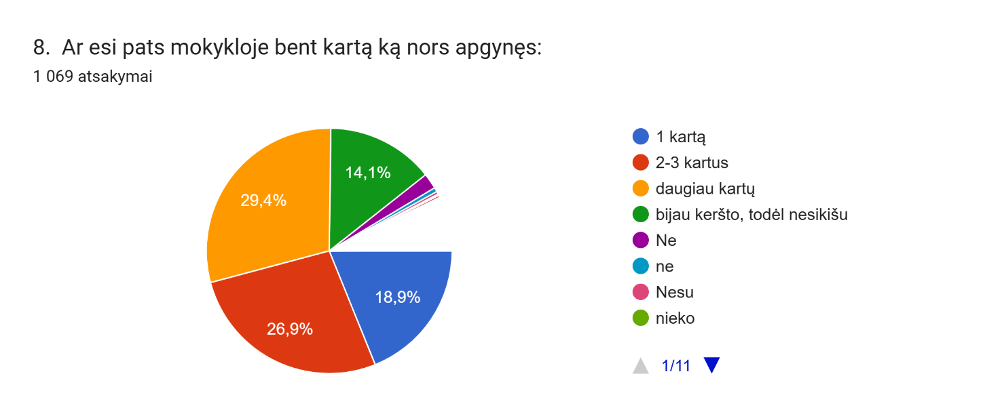 8. Ar esi pats mokykloje bent kartą ką nors apgynęs:
1 069 atsakymai
14,1%
29,4%
18,9%
26,9%
1 kartą
2-3 kartus
daugiau kartų
bijau keršto, todėl nesikišu
Ne
ne
Nesu
nieko
1/11